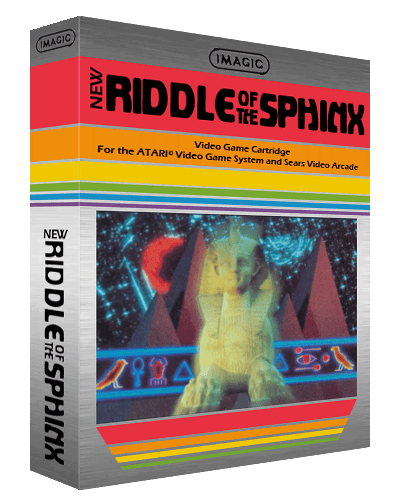 IMAGIC
NEW RIDDLE OF THE SPHINX
IMAGIC
NEW RIDDLE OF THE SPHINX
Video Game Cartridge
For the ATARI® Video Game System and Sears Video Arcade